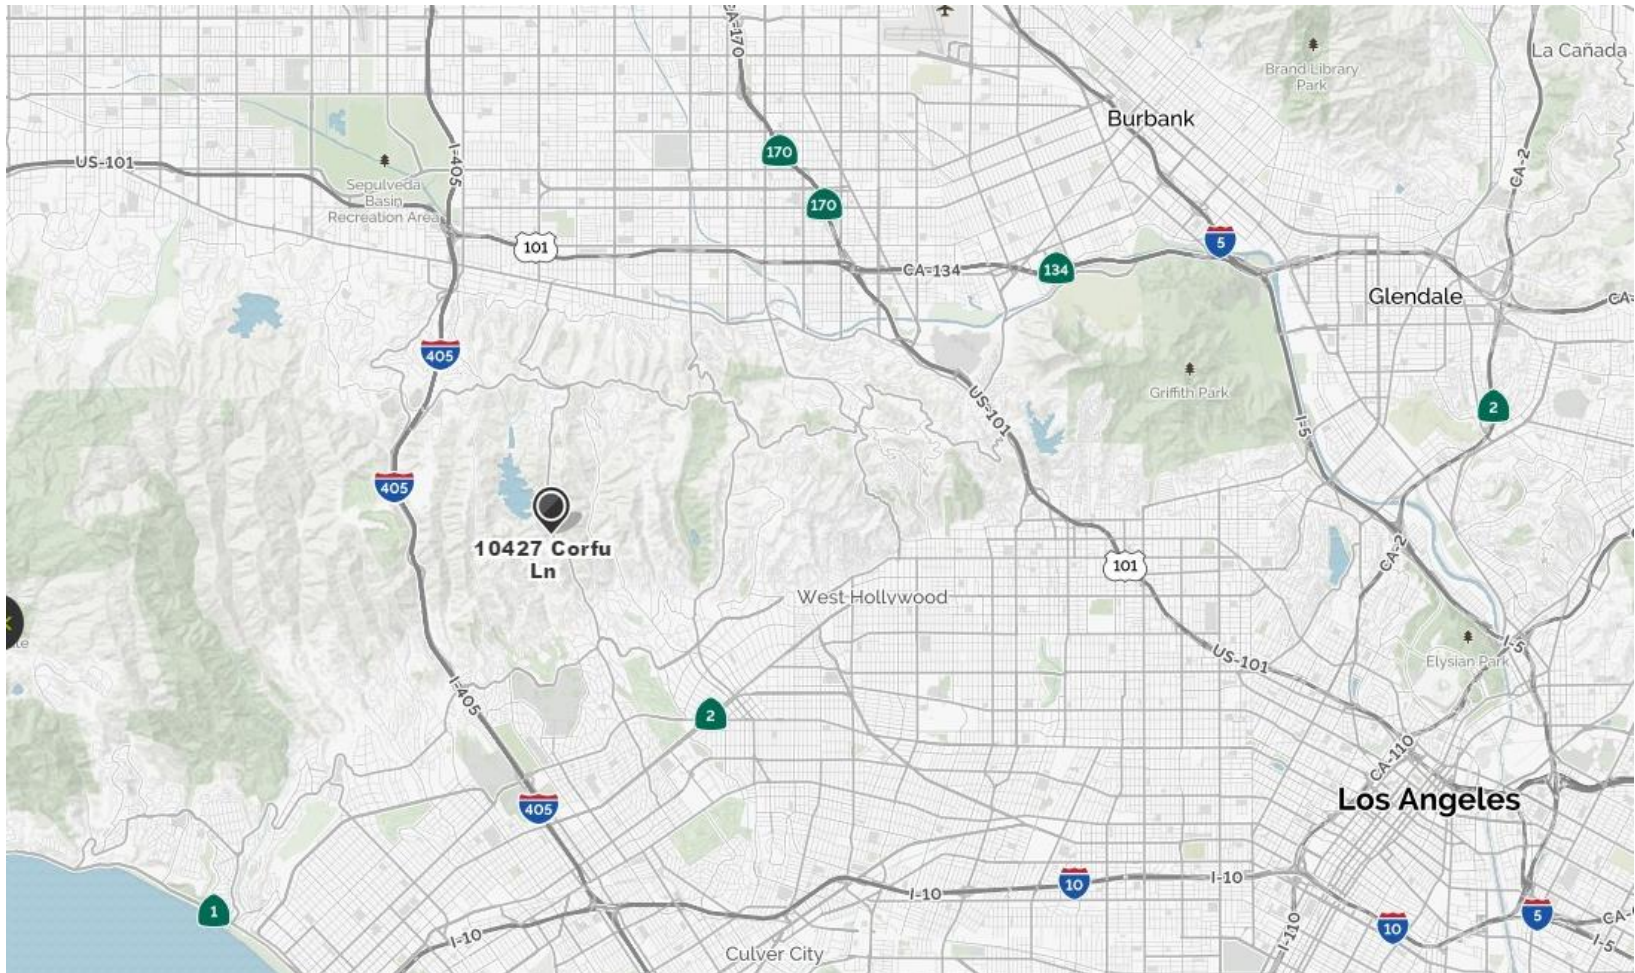 CA-170
La Cañada
Brand Library
Park
Burbank
170
I-405
US-101
CA-2
Sepulveda
Basin
Recreation Area
170
5
101
CA-134
134
Glendale
405
Griffith Park
US-101
2
I-5
405
10427 Corfu
Ln
CA-2
101
West Hollywood
I-5
US-101
Elysian Park
I-405
2
CA-110
Los Angeles
405
10
I-10
I-10
1
5
10
I-110
I-10
I-5
Culver City